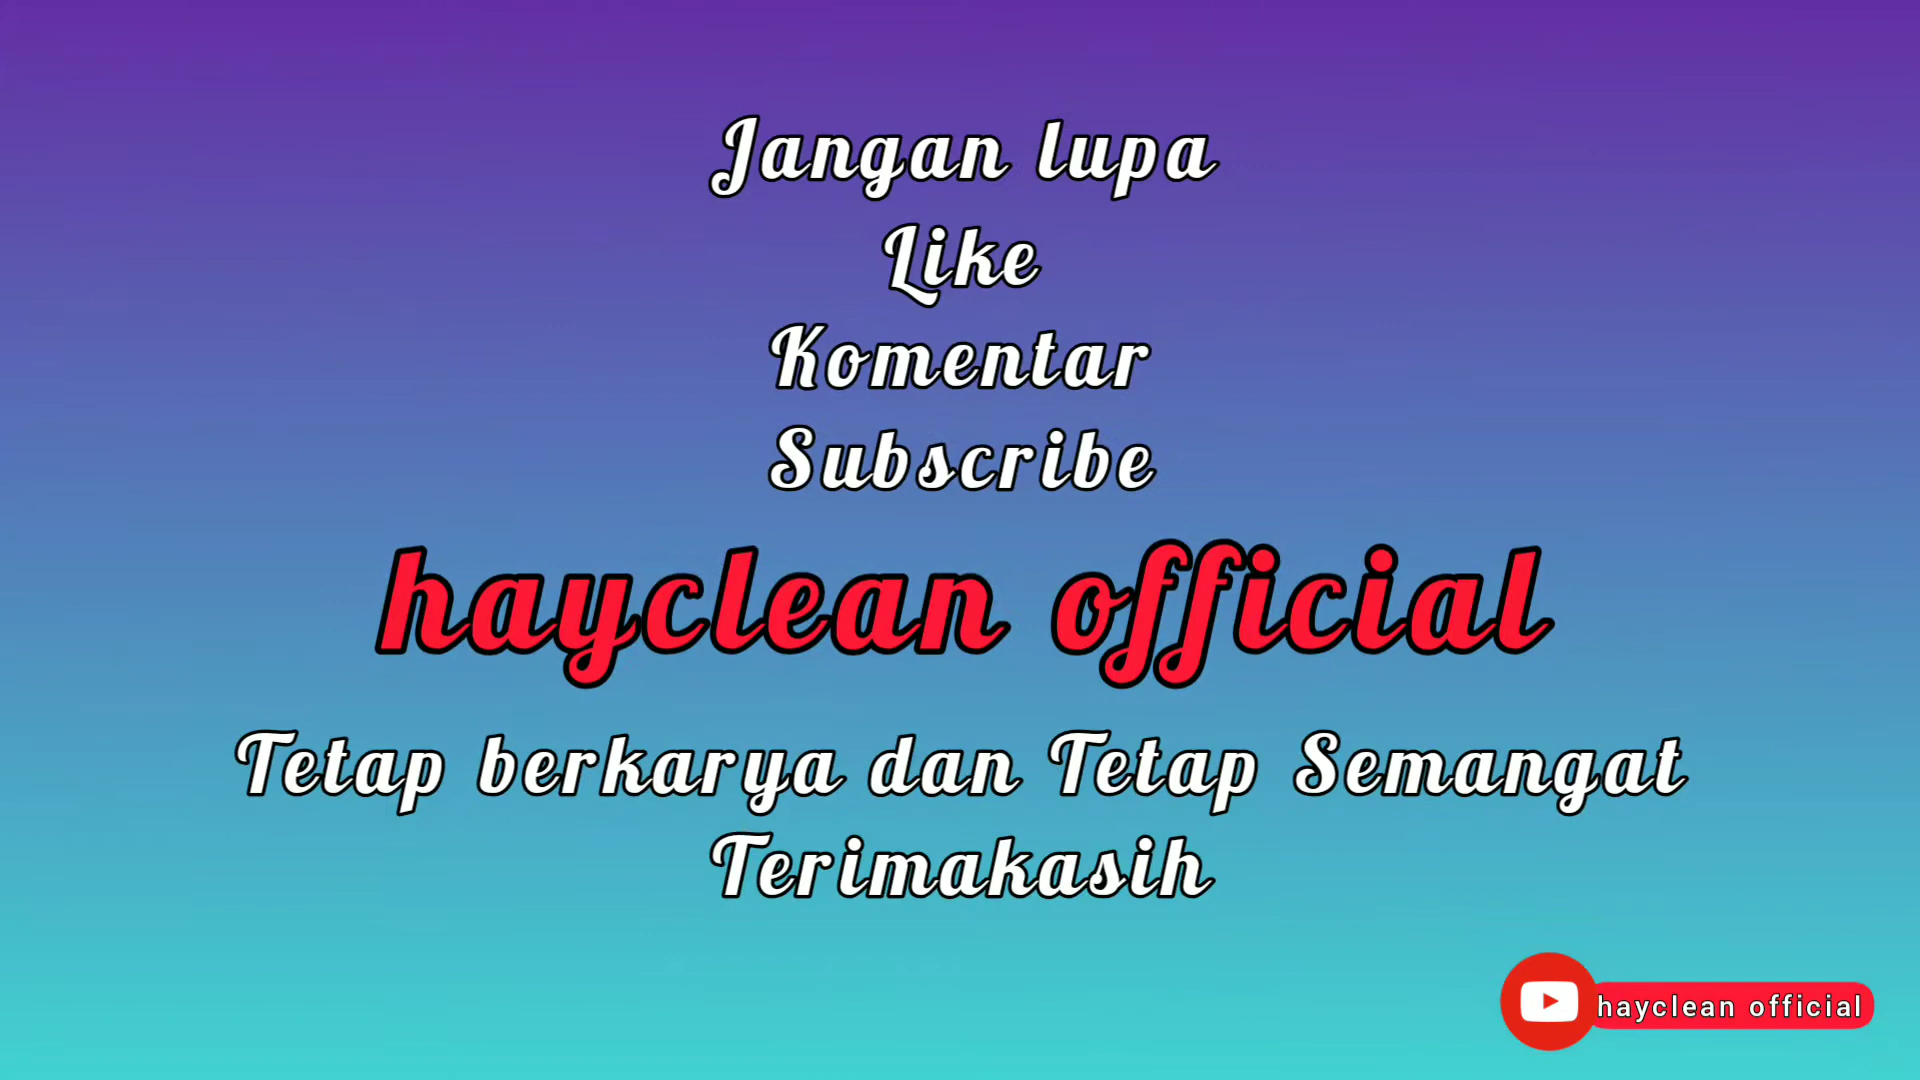 Jangan lupa
Like
Komentar
Subscribe
hayclean official
Tetap berkarya dan Tetap Semangat
Terimakasih
hayclean official